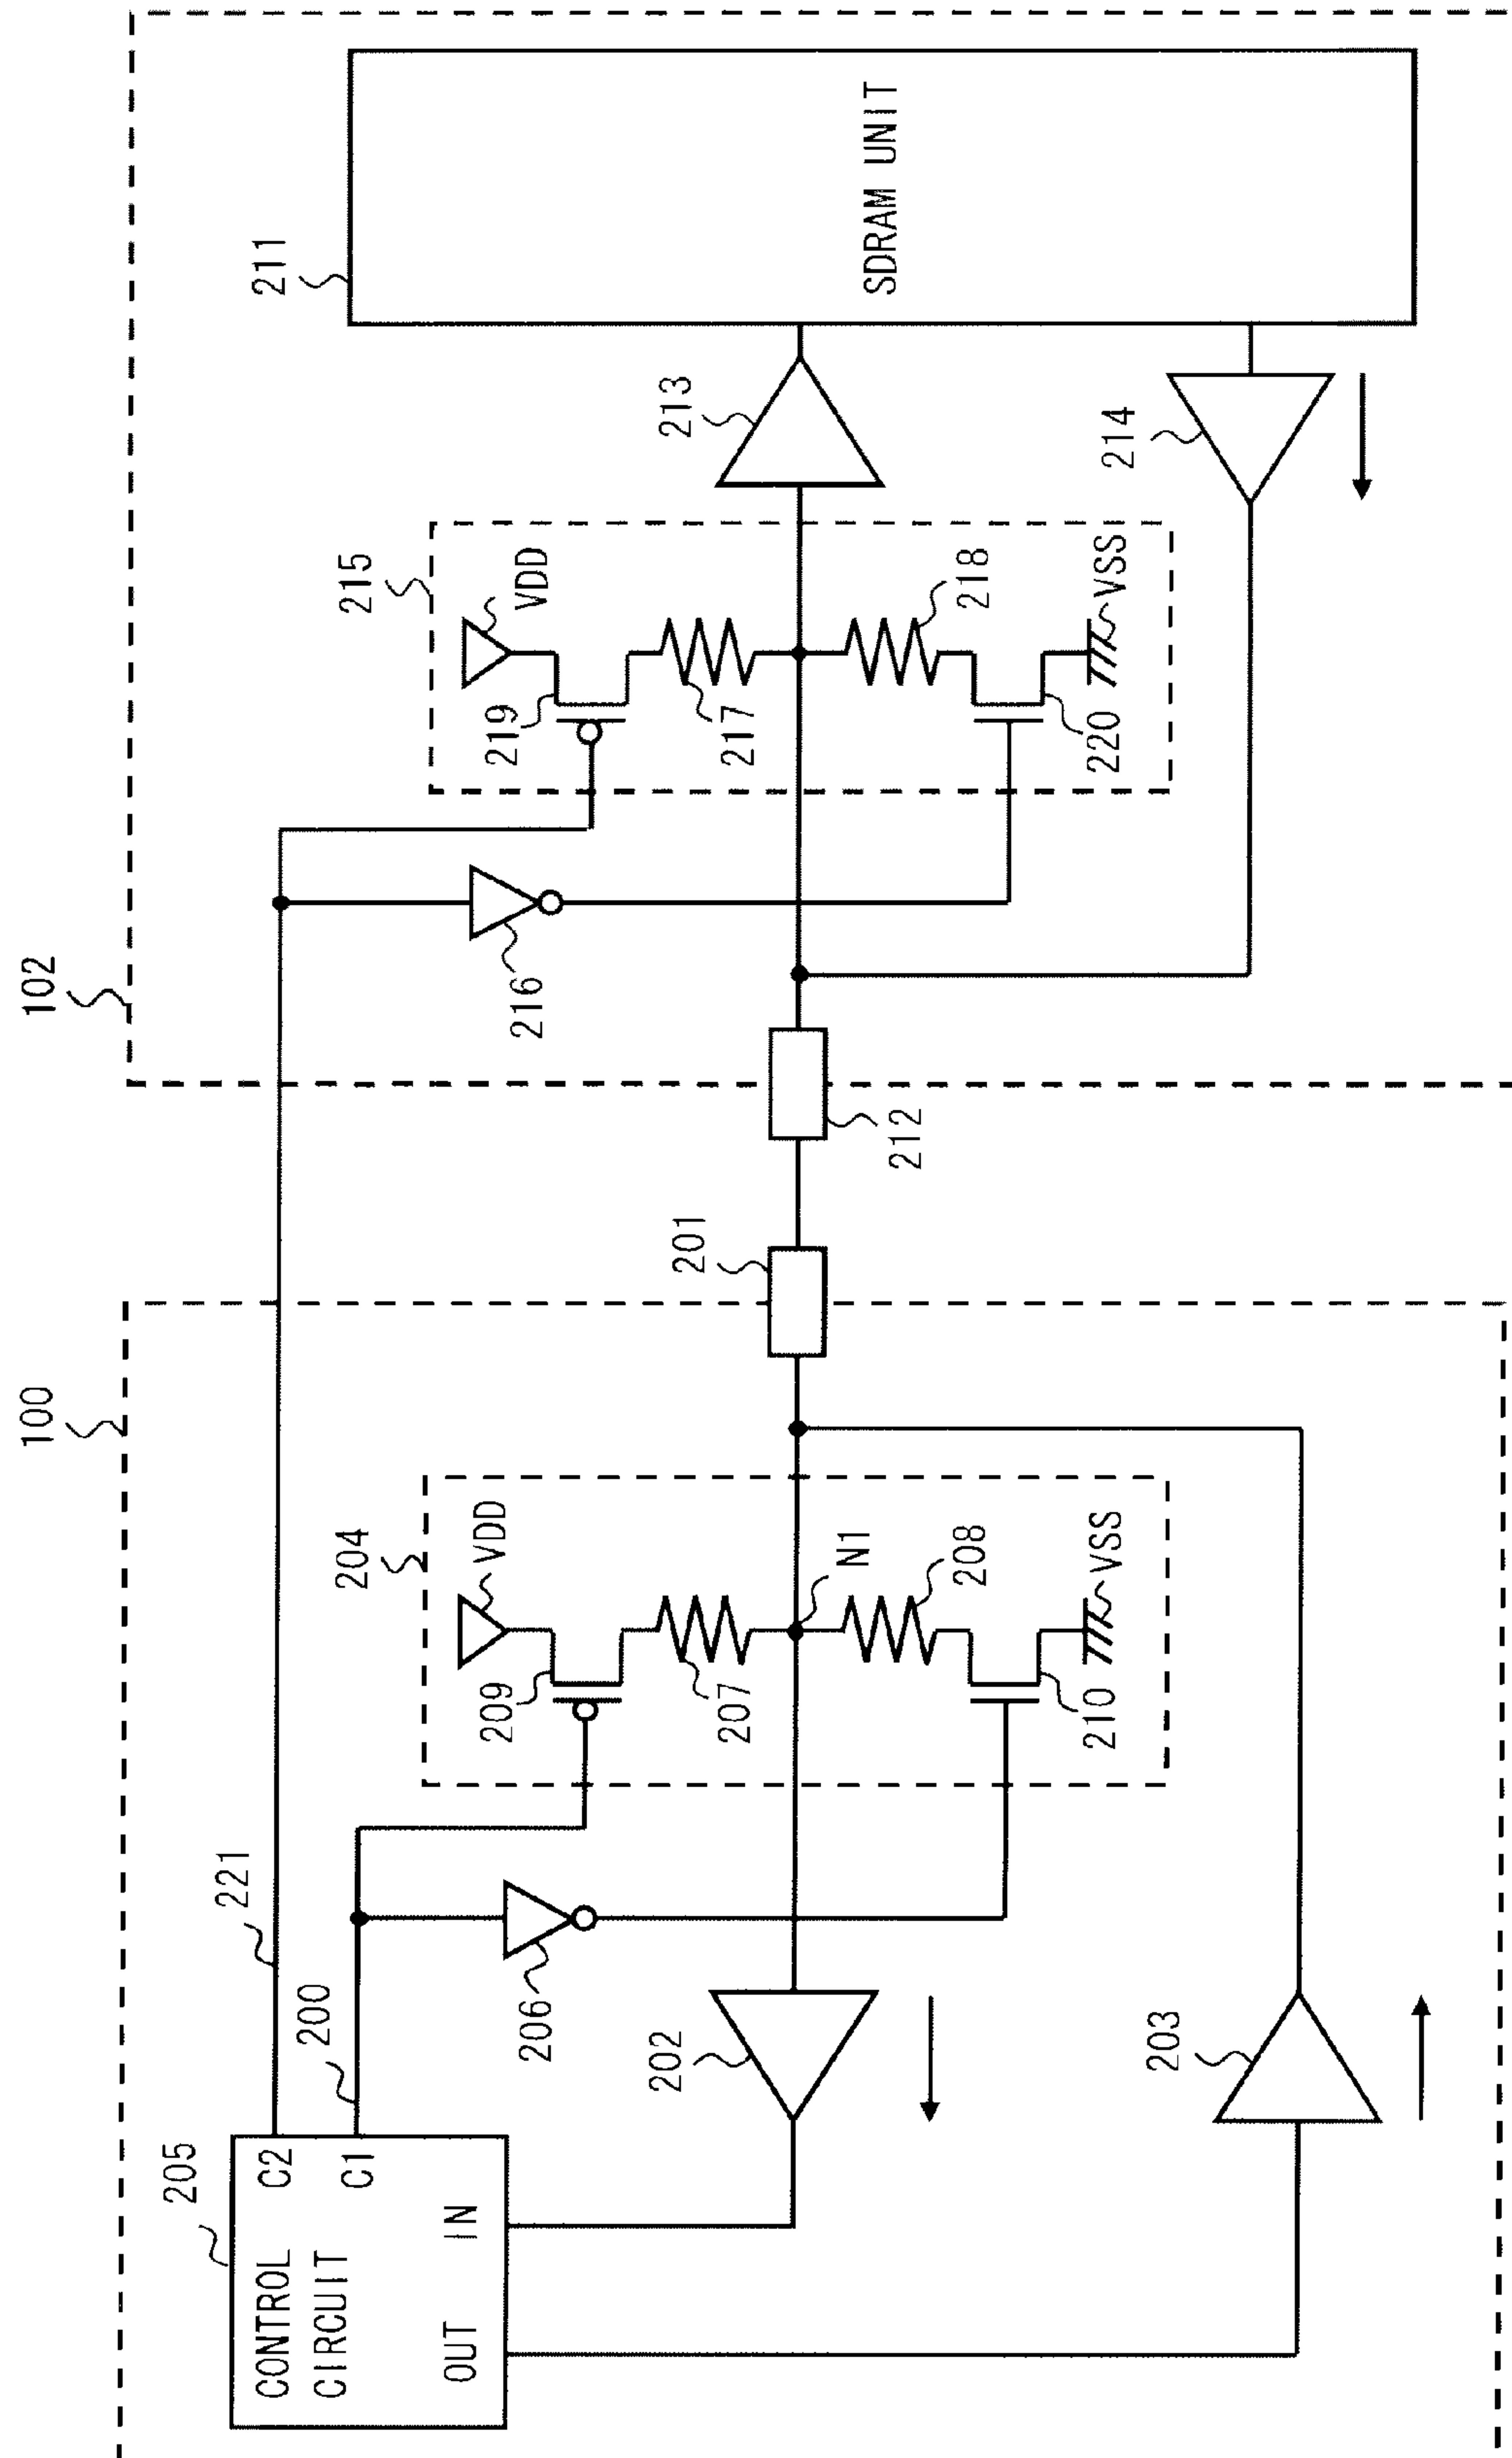 100
102
205
CONTROL
CIRCUIT
C2
C1
OUT
IN
221
200
206
202
203
204
VDD
209
207
N1
208
210
VSS
201
212
216
215
VDD
219
217
218
220
VSS
213
214
211
SDRAM UNIT